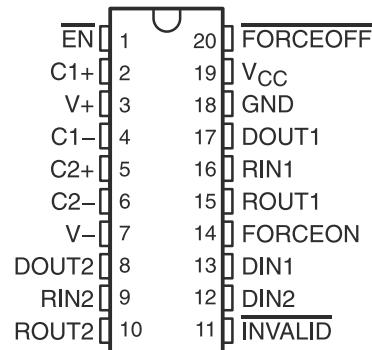 EN 1 20 FORCEOFF
C1+ 2 19 VCC
V+ 3 18 GND
C1− 4 17 DOUT1
C2+ 5 16 RIN1
C2− 6 15 ROUT1
V− 7 14 FORCEON
DOUT2 8 13 DIN1
RIN2 9 12 DIN2
ROUT2 10 11 INVALID